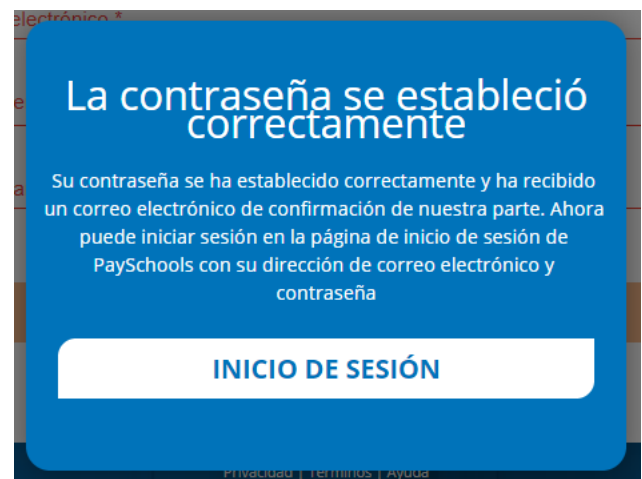 electrónico *
La contraseña se estableció
correctamente
Su contraseña se ha establecido correctamente y ha recibido
un correo electrónico de confirmación de nuestra parte. Ahora
puede iniciar sesión en la página de inicio de sesión de
PaySchools con su dirección de correo electrónico y
contraseña
INICIO DE SESIÓN
Privacidad | Términos | Ayuda